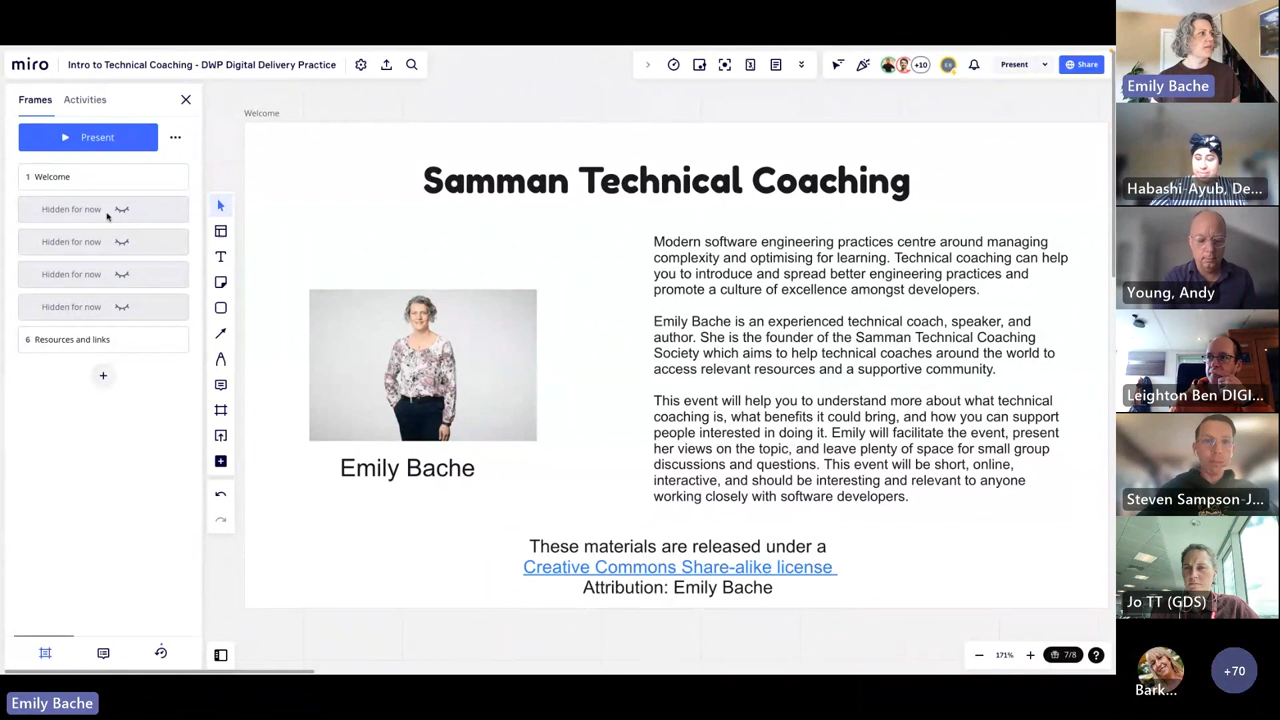 miro
Intro to Technical Coaching - DWP Digital Delivery Practice
+10
EB
Present
Share
Frames
Activities
Present
1 Welcome
Hidden for now
Hidden for now
Hidden for now
Hidden for now
6 Resources and links
Welcome
Samman Technical Coaching
Modern software engineering practices centre around managing
complexity and optimising for learning. Technical coaching can help
you to introduce and spread better engineering practices and
promote a culture of excellence amongst developers.
Emily Bache is an experienced technical coach, speaker, and
author. She is the founder of the Samman Technical Coaching
Society which aims to help technical coaches around the world to
access relevant resources and a supportive community.
This event will help you to understand more about what technical
coaching is, what benefits it could bring, and how you can support
people interested in doing it. Emily will facilitate the event, present
her views on the topic, and leave plenty of space for small group
discussions and questions. This event will be short, online,
interactive, and should be interesting and relevant to anyone
working closely with software developers.
Emily Bache
These materials are released under a
Creative Commons Share-alike license
Attribution: Emily Bache
171%
7/8
?
Emily Bache
Emily Bache
Habashi-Ayub, De...
Young, Andy
Leighton Ben DIGI...
Steven Sampson-J...
Jo TT (GDS)
Bark...
+70